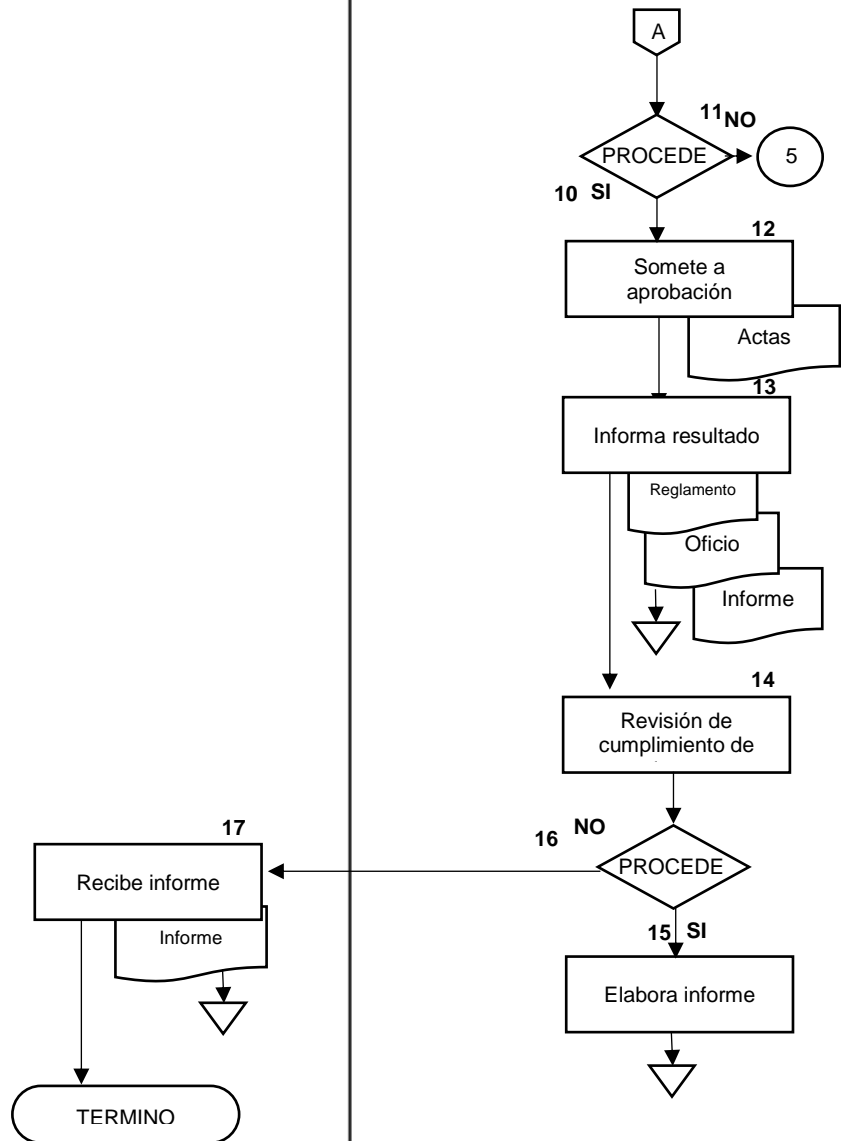 A
11 NO
PROCEDE
5
10 SI
12
Somete a
aprobación
Actas
13
Informa resultado
Reglamento
Oficio
Informe
14
Revisión de
cumplimiento de
16 NO
17
PROCEDE
Recibe informe
Informe
15 SI
Elabora informe
TERMINO